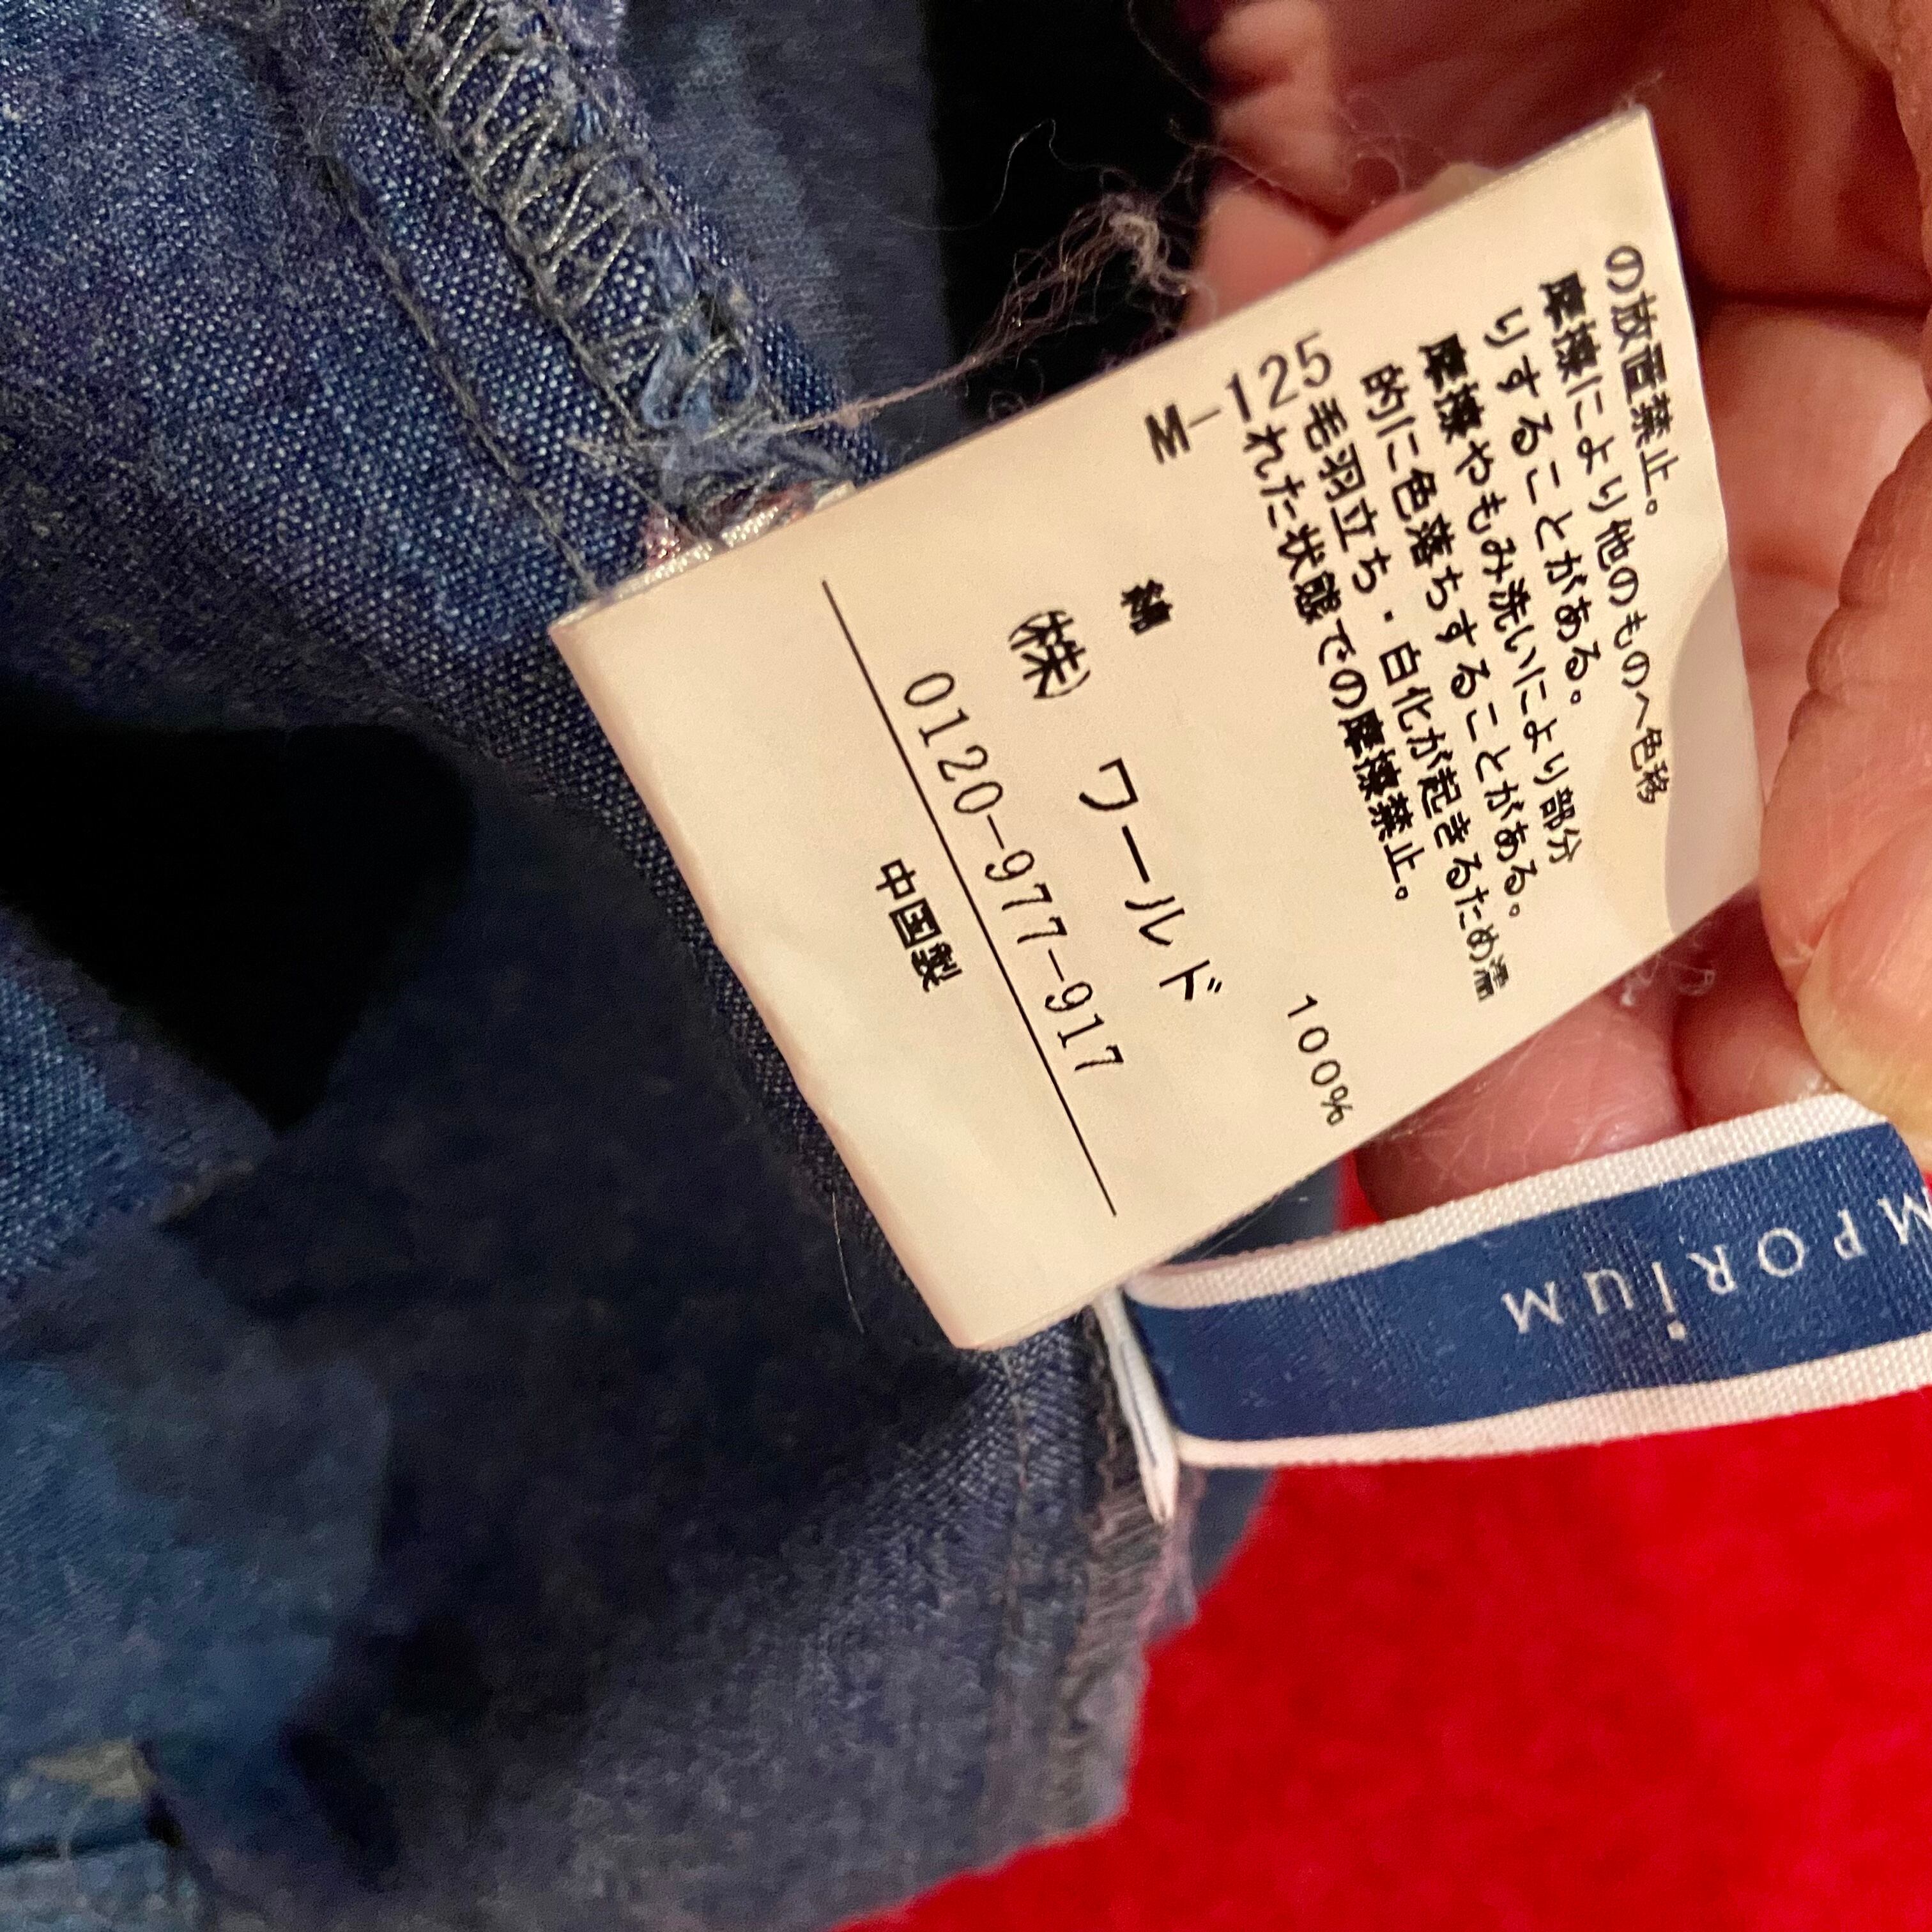 の放置禁止。
摩擦により他のものへ色移
りすることがある。
摩擦やもみ洗いにより部分
的に色落ちすることがある。
毛羽立ち・白化が起きるため濡
れた状態での摩擦禁止。
M-125
綿 100%
(株) ワールド
0120-977-917
中国製
MPORiUM